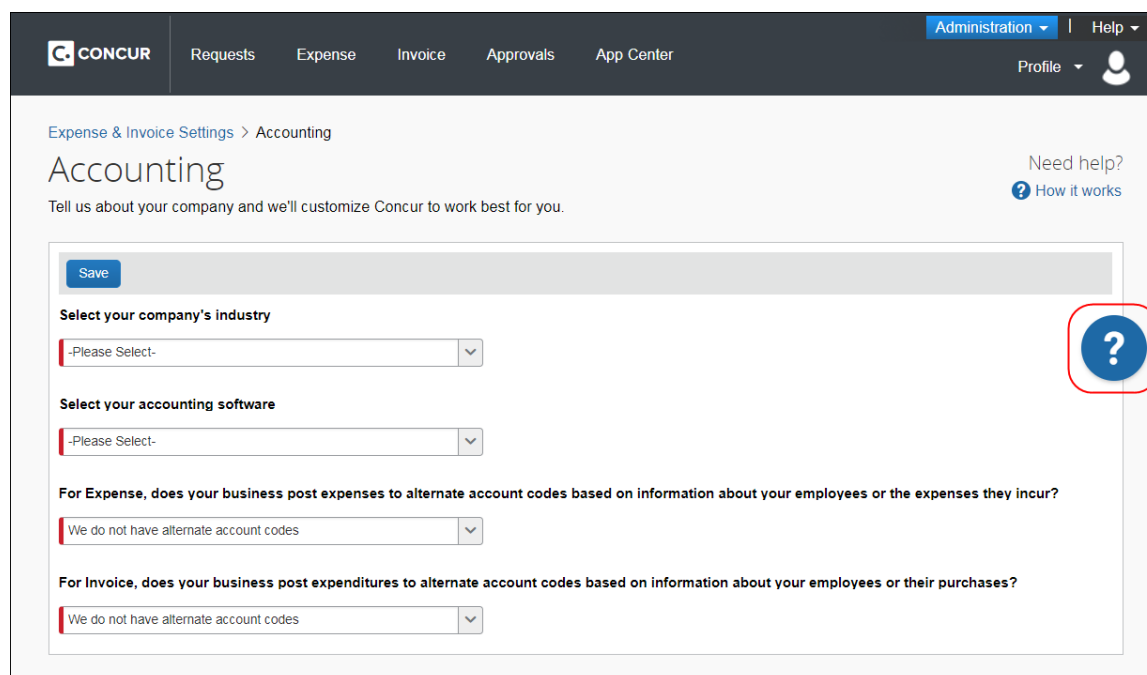 Administration | Help
C. CONCUR Requests Expense Invoice Approvals App Center
Profile
Expense & Invoice Settings > Accounting
Accounting
Need help?
? How it works
Tell us about your company and we'll customize Concur to work best for you.
Save
Select your company's industry
-Please Select-
?
Select your accounting software
-Please Select-
For Expense, does your business post expenses to alternate account codes based on information about your employees or the expenses they incur?
We do not have alternate account codes
For Invoice, does your business post expenditures to alternate account codes based on information about your employees or their purchases?
We do not have alternate account codes